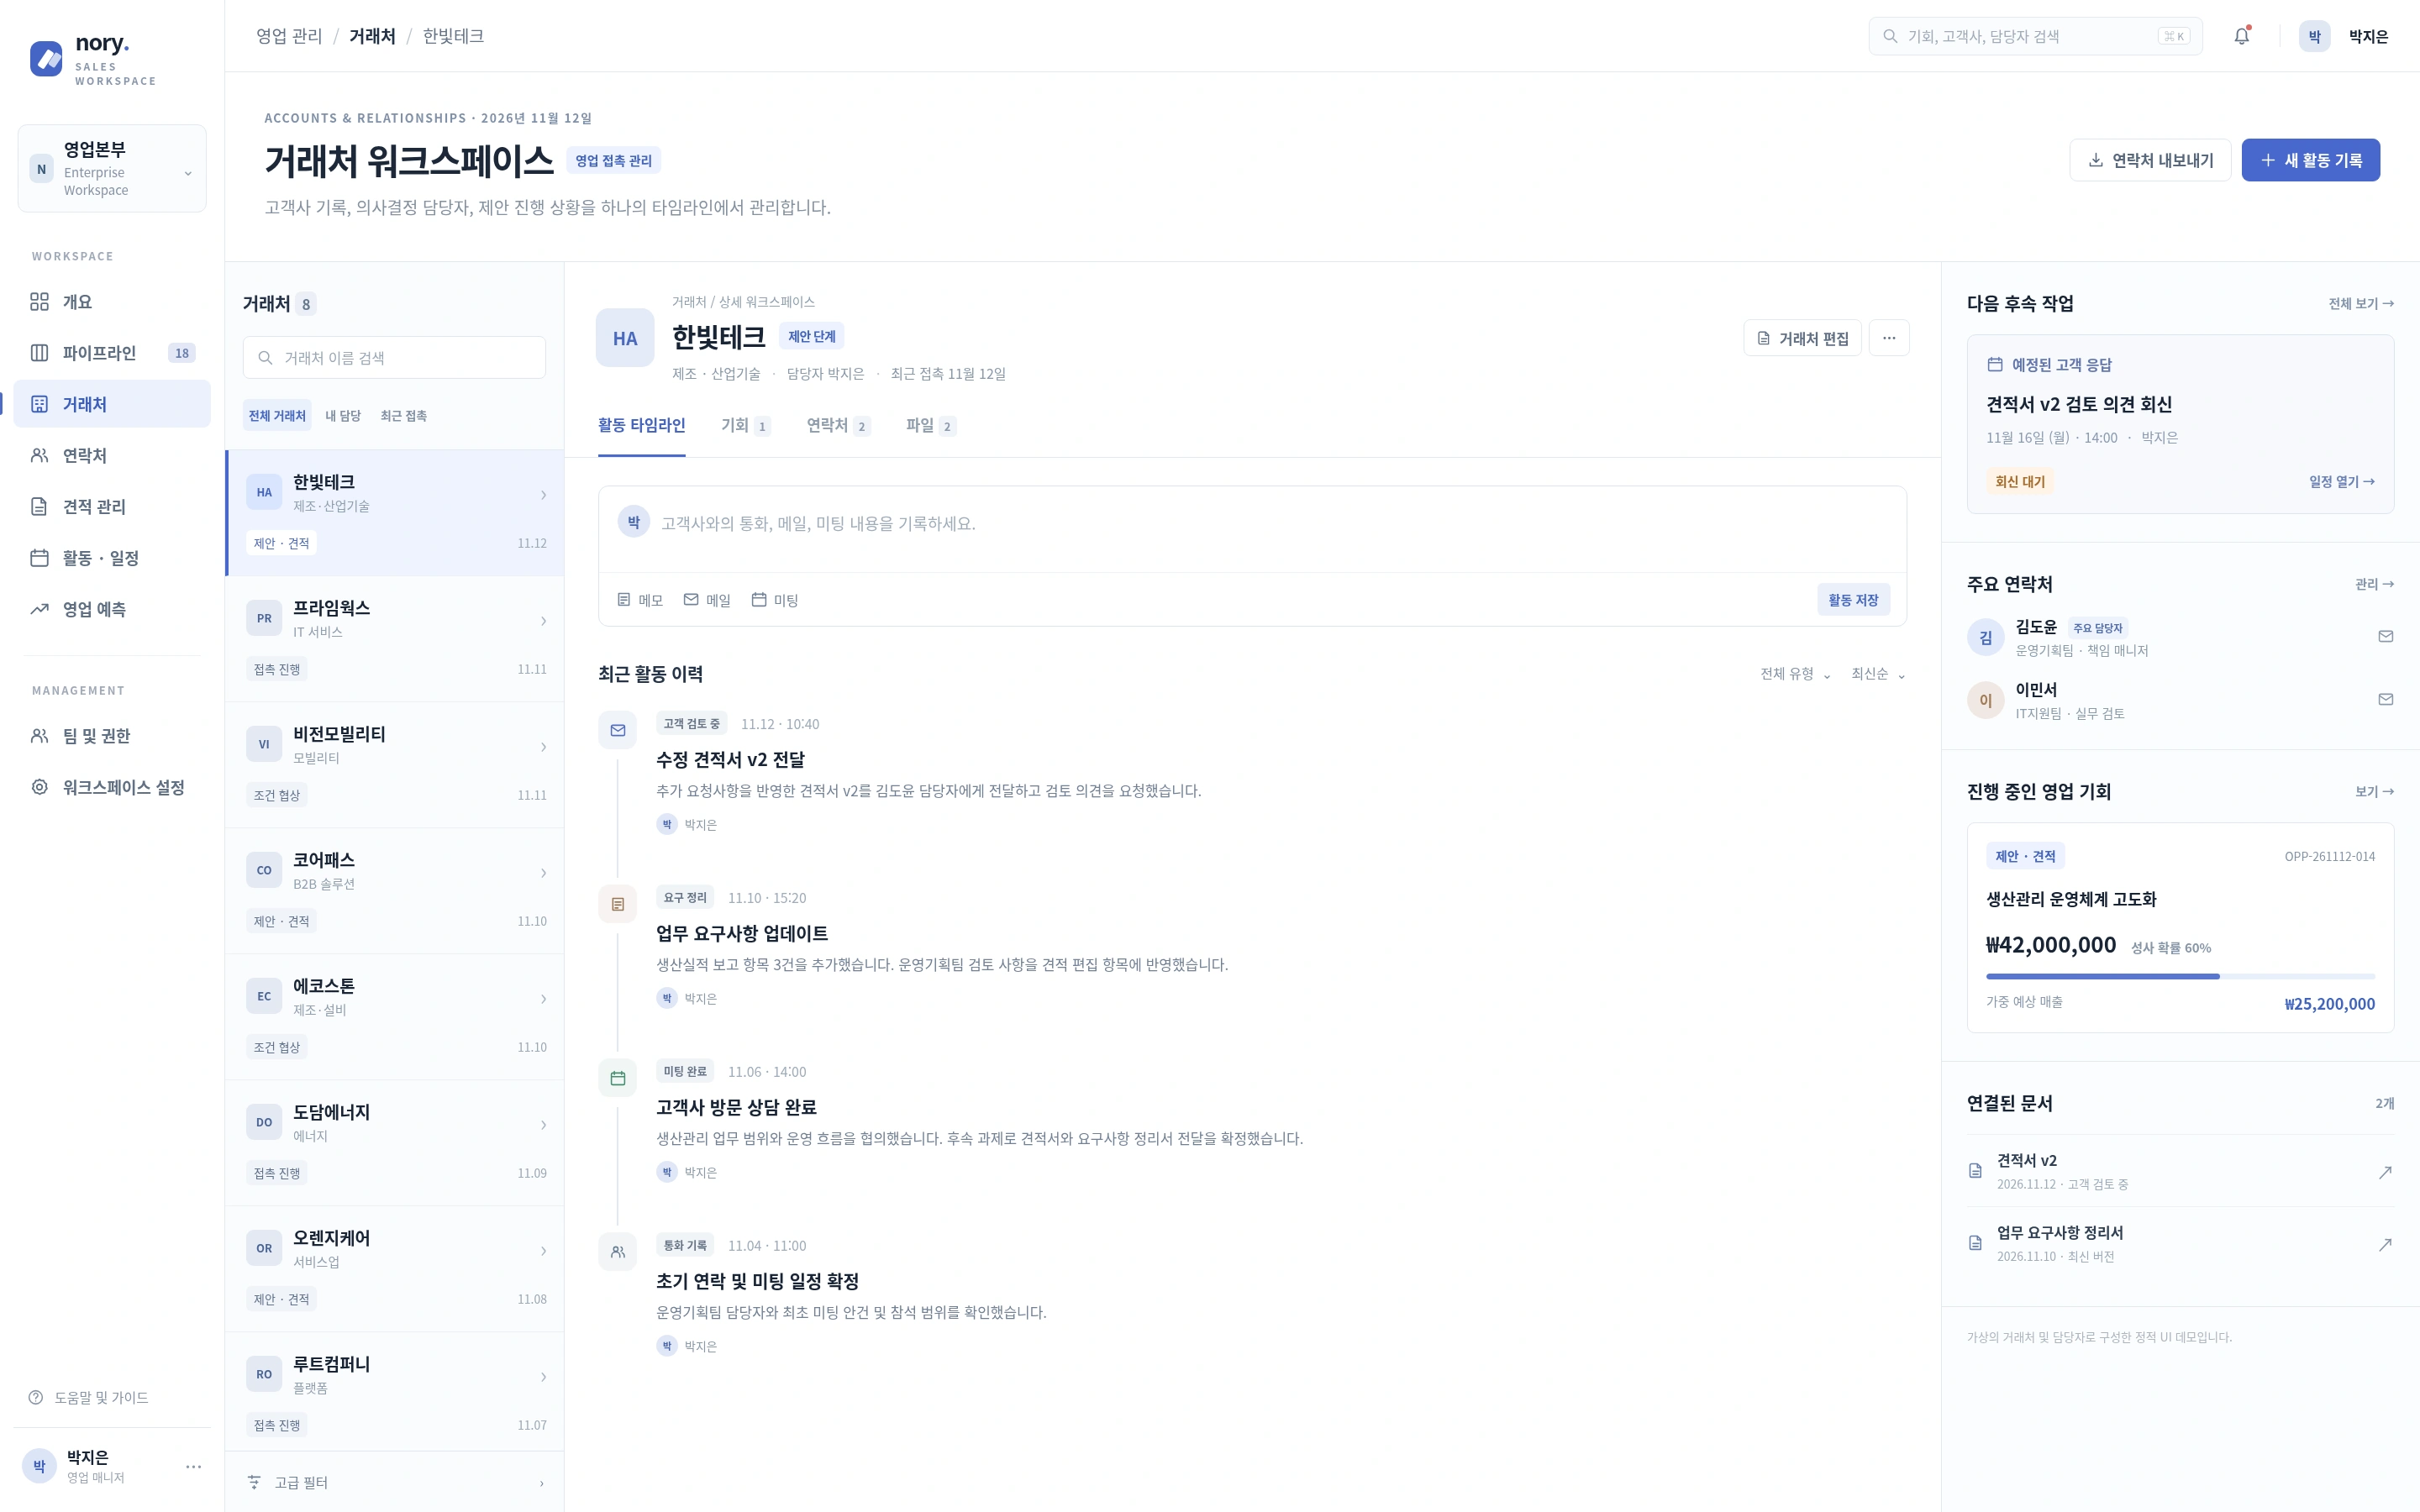 nory.
SALES
WORKSPACE
N
영업본부
Enterprise
Workspace
WORKSPACE
개요
파이프라인 18
거래처
연락처
견적 관리
활동 · 일정
영업 예측
MANAGEMENT
팀 및 권한
워크스페이스 설정
도움말 및 가이드
박
박지은
영업 매니저
영업 관리 / 거래처 / 한빛테크
기회, 고객사, 담당자 검색 ⌘K
박 박지은
ACCOUNTS & RELATIONSHIPS · 2026년 11월 12일
거래처 워크스페이스 영업 접촉 관리
고객사 기록, 의사결정 담당자, 제안 진행 상황을 하나의 타임라인에서 관리합니다.
연락처 내보내기
새 활동 기록
거래처 8
거래처 이름 검색
전체 거래처 내 담당 최근 접촉
HA
한빛테크
제조·산업기술
제안 · 견적 11.12
PR
프라임웍스
IT 서비스
접촉 진행 11.11
VI
비전모빌리티
모빌리티
조건 협상 11.11
CO
코어패스
B2B 솔루션
제안 · 견적 11.10
EC
에코스톤
제조·설비
조건 협상 11.10
DO
도담에너지
에너지
접촉 진행 11.09
OR
오렌지케어
서비스업
제안 · 견적 11.08
RO
루트컴퍼니
플랫폼
접촉 진행 11.07
고급 필터
HA
거래처 / 상세 워크스페이스
한빛테크 제안 단계
제조 · 산업기술 · 담당자 박지은 · 최근 접촉 11월 12일
거래처 편집
활동 타임라인 기회 1 연락처 2 파일 2
박 고객사와의 통화, 메일, 미팅 내용을 기록하세요.
메모 메일 미팅 활동 저장
최근 활동 이력 전체 유형 최신순
고객 검토 중 11.12 · 10:40
수정 견적서 v2 전달
추가 요청사항을 반영한 견적서 v2를 김도윤 담당자에게 전달하고 검토 의견을 요청했습니다.
박 박지은
요구 정리 11.10 · 15:20
업무 요구사항 업데이트
생산실적 보고 항목 3건을 추가했습니다. 운영기획팀 검토 사항을 견적 편집 항목에 반영했습니다.
박 박지은
미팅 완료 11.06 · 14:00
고객사 방문 상담 완료
생산관리 업무 범위와 운영 흐름을 협의했습니다. 후속 과제로 견적서와 요구사항 정리서 전달을 확정했습니다.
박 박지은
통화 기록 11.04 · 11:00
초기 연락 및 미팅 일정 확정
운영기획팀 담당자와 최초 미팅 안건 및 참석 범위를 확인했습니다.
박 박지은
다음 후속 작업 전체 보기 →
예정된 고객 응답
견적서 v2 검토 의견 회신
11월 16일 (월) · 14:00 · 박지은
회신 대기 일정 열기 →
주요 연락처 관리 →
김
김도윤 주요 담당자
운영기획팀 · 책임 매니저
이
이민서
IT지원팀 · 실무 검토
진행 중인 영업 기회 보기 →
제안 · 견적 OPP-261112-014
생산관리 운영체계 고도화
₩42,000,000 성사 확률 60%
가중 예상 매출 ₩25,200,000
연결된 문서 2개
견적서 v2
2026.11.12 · 고객 검토 중
업무 요구사항 정리서
2026.11.10 · 최신 버전
가상의 거래처 및 담당자로 구성한 정적 UI 데모입니다.